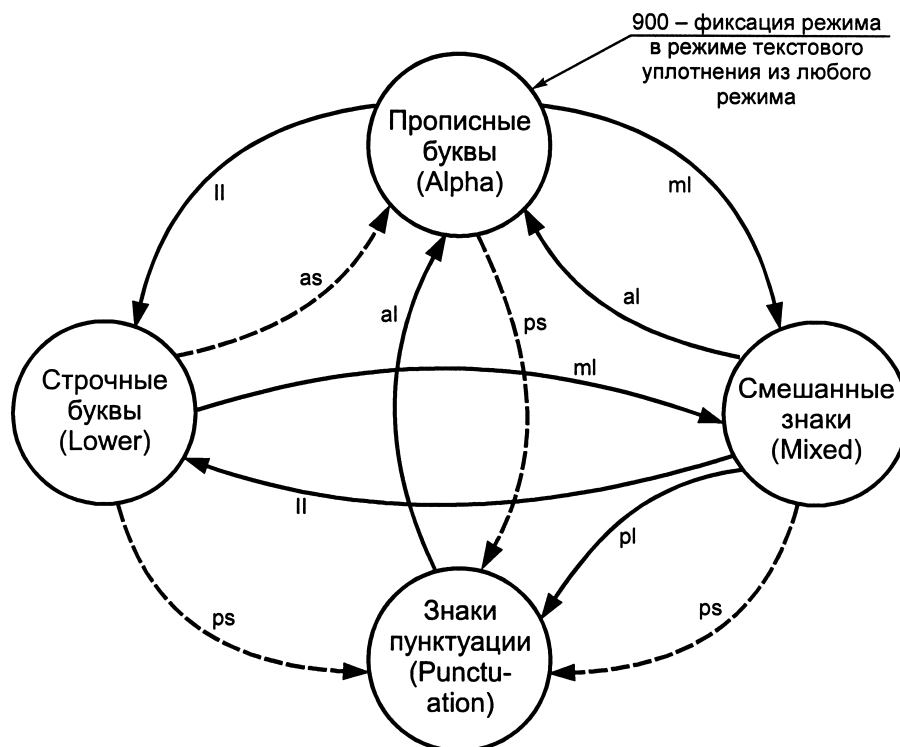 900 – фиксация режима
в режиме текстового
уплотнения из любого
режима
Прописные
буквы
(Alpha)
ll
ml
as
al
ps
al
Строчные
буквы
(Lower)
ml
Смешанные
знаки
(Mixed)
ll
pl
ps
ps
Знаки
пунктуации
(Punctu-
ation)